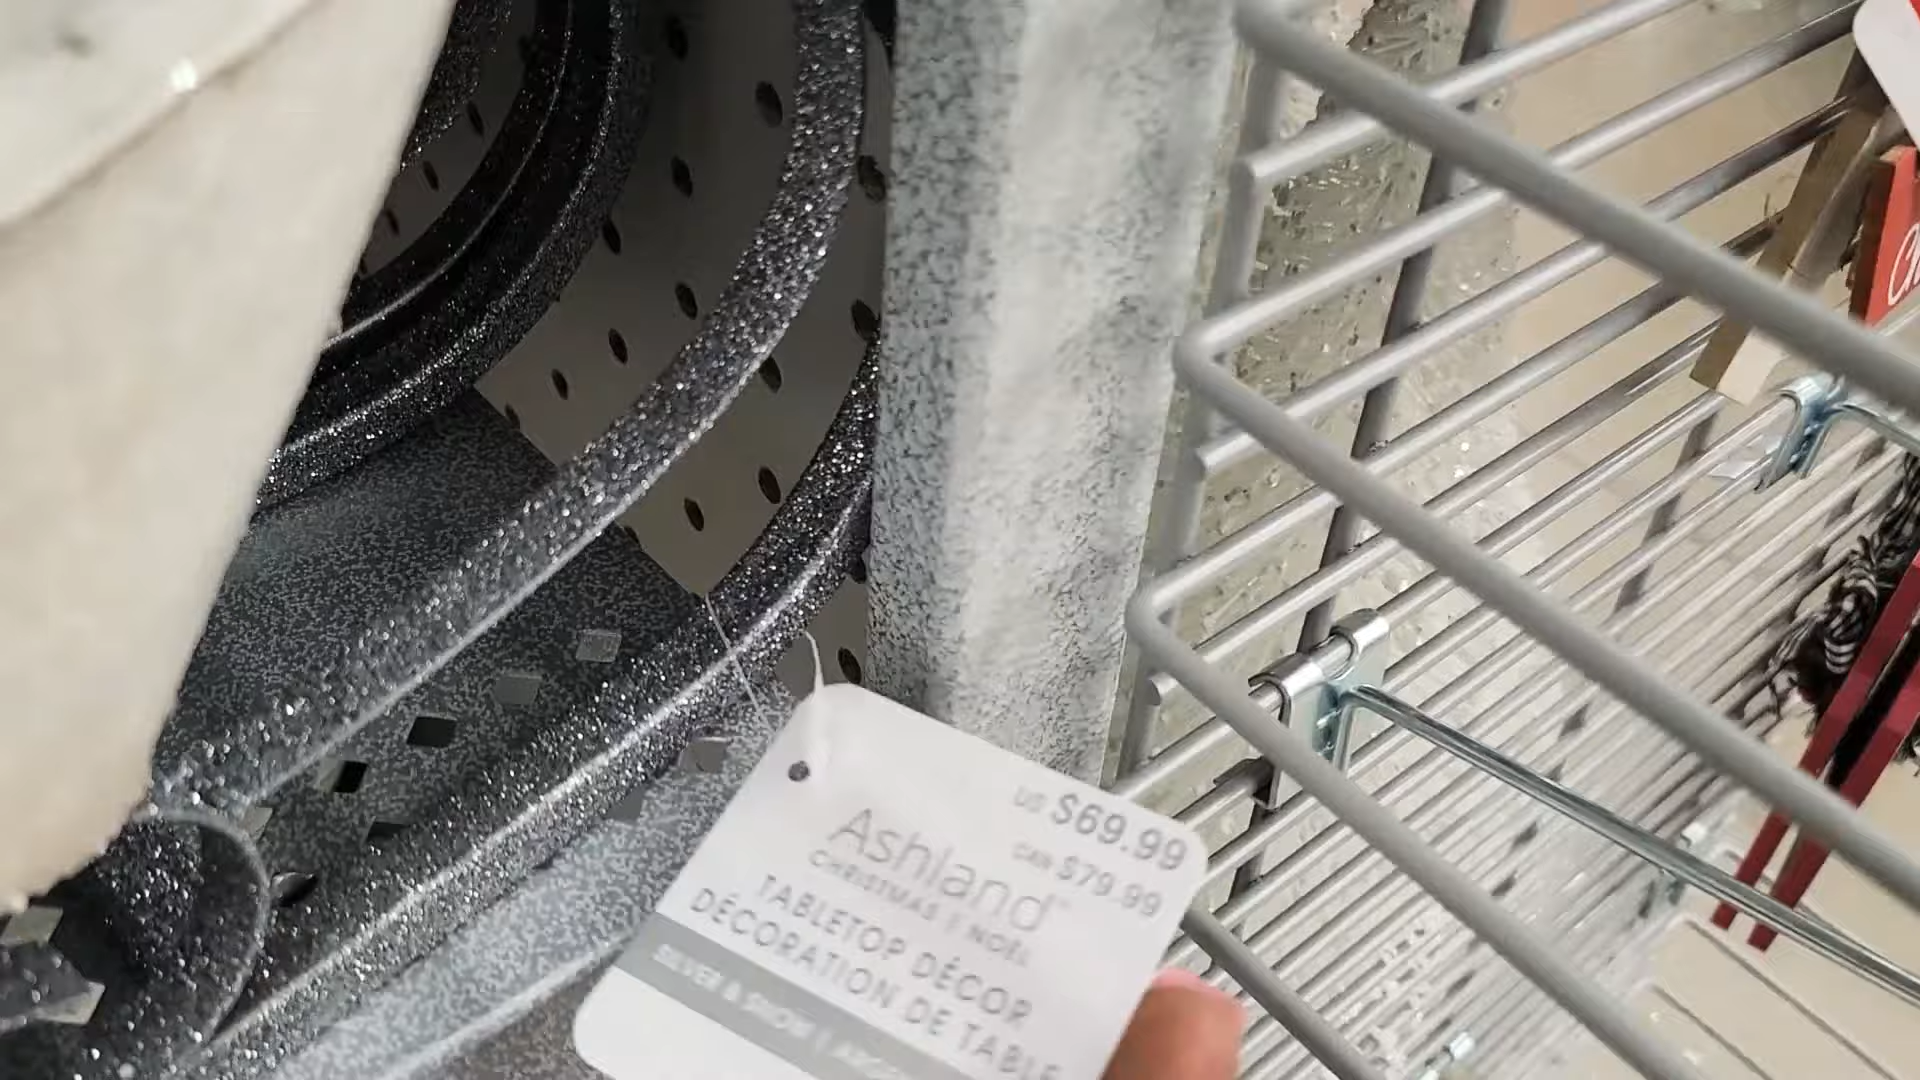 US $69.99
CAN $79.99
Ashland
CHRISTMAS | NOËL
TABLETOP DÉCOR
DÉCORATION DE TABLE
SILVER & SNOW |